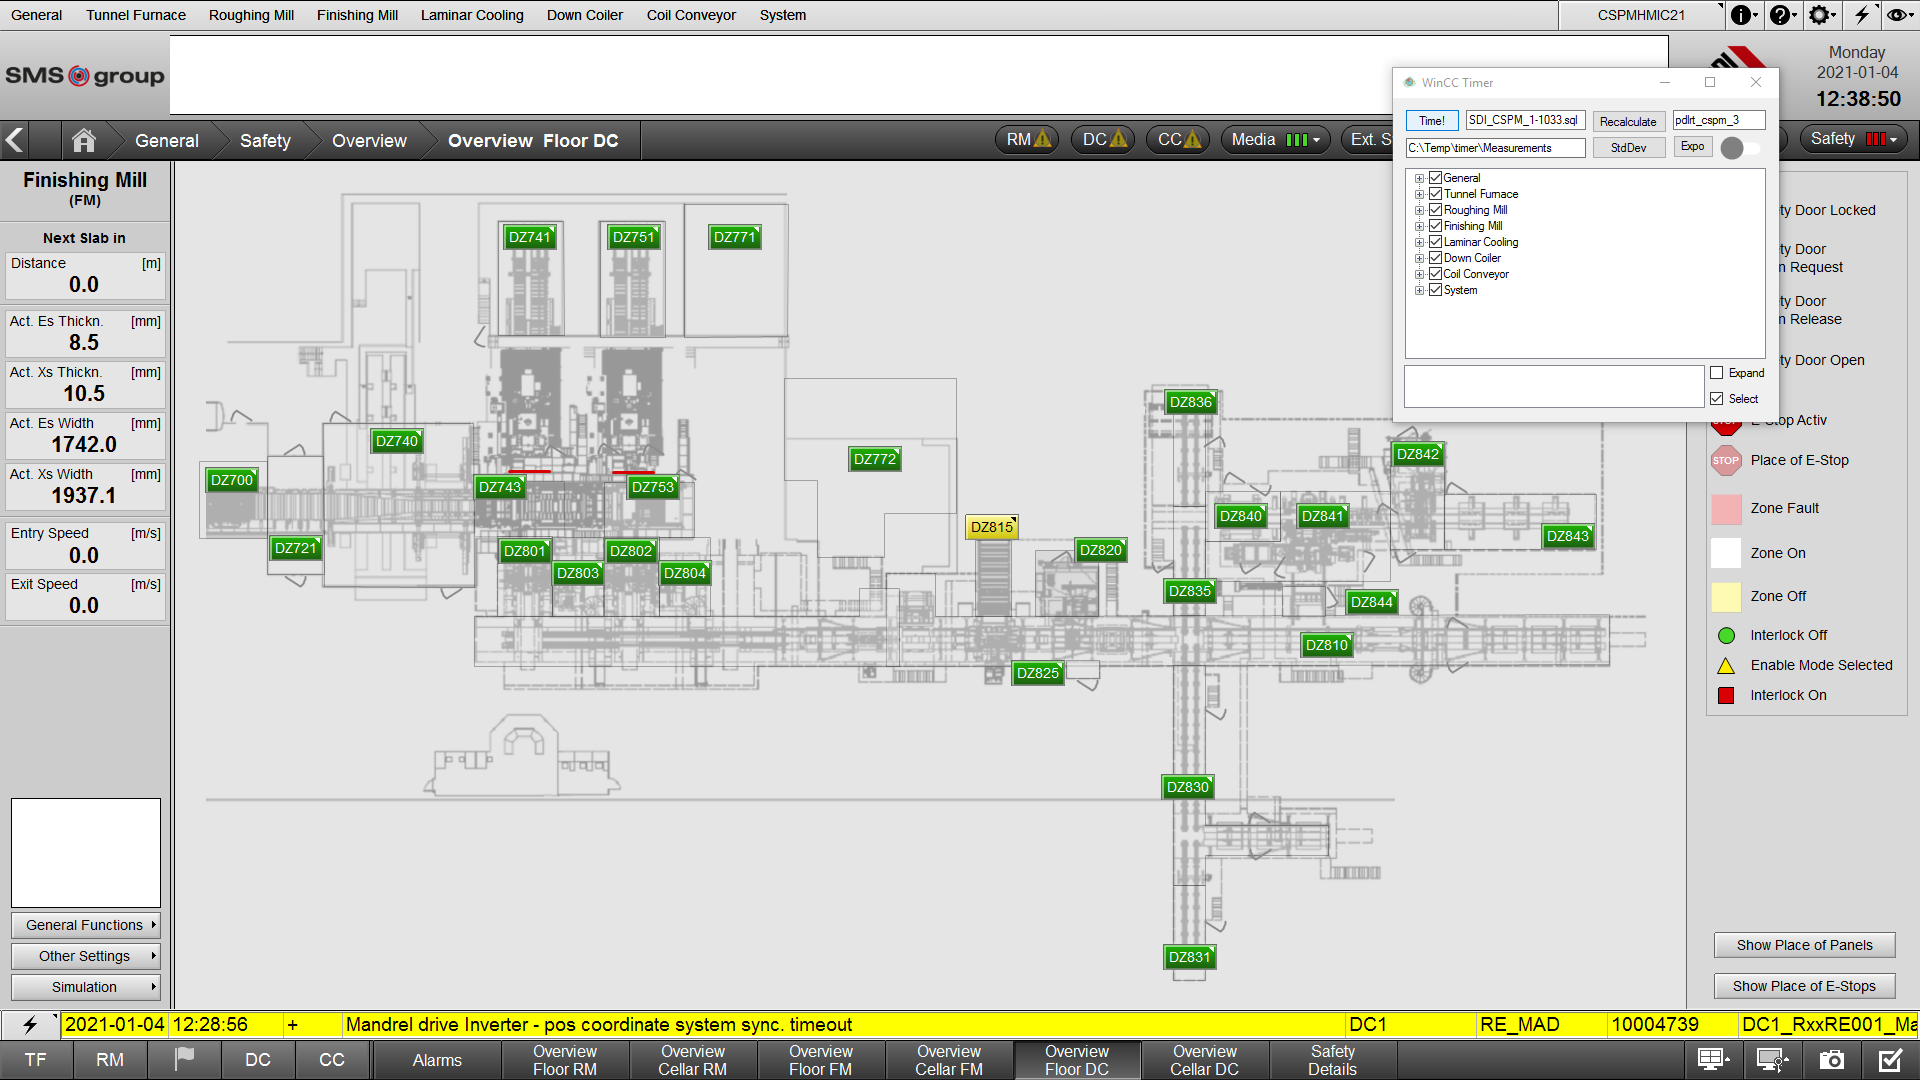 General Tunnel Furnace Roughing Mill Finishing Mill Laminar Cooling Down Coiler Coil Conveyor System CSPMHMIC21
SMS group
Monday
2021-01-04
12:38:50
General Safety Overview Overview Floor DC RM DC CC Media Ext. S Safety
WinCC Timer
Time! SDI_CSPM_1-1033.sql Recalculate pdlrt_cspm_3
C:\Temp\timer\Measurements StdDev Expo
General
Tunnel Furnace
Roughing Mill
Finishing Mill
Laminar Cooling
Down Coiler
Coil Conveyor
System
Expand
Select
Finishing Mill
(FM)
Next Slab in
Distance [m]
0.0
Act. Es Thickn. [mm]
8.5
Act. Xs Thickn. [mm]
10.5
Act. Es Width [mm]
1742.0
Act. Xs Width [mm]
1937.1
Entry Speed [m/s]
0.0
Exit Speed [m/s]
0.0
General Functions
Other Settings
Simulation
DZ741 DZ751 DZ771
DZ836
DZ740 DZ772 DZ842
DZ700 DZ743 DZ753
DZ815 DZ840 DZ841 DZ843
DZ721 DZ801 DZ802 DZ820
DZ803 DZ804 DZ835 DZ844
DZ810
DZ825
DZ830
DZ831
ty Door Locked
ty Door
n Request
ty Door
n Release
ty Door Open
E-Stop Activ
STOP Place of E-Stop
Zone Fault
Zone On
Zone Off
Interlock Off
Enable Mode Selected
Interlock On
Show Place of Panels
Show Place of E-Stops
2021-01-04 12:28:56 + Mandrel drive Inverter - pos coordinate system sync. timeout DC1 RE_MAD 10004739 DC1_RxxRE001_Ma
TF RM DC CC Alarms
Overview Floor RM
Overview Cellar RM
Overview Floor FM
Overview Cellar FM
Overview Floor DC
Overview Cellar DC
Safety Details